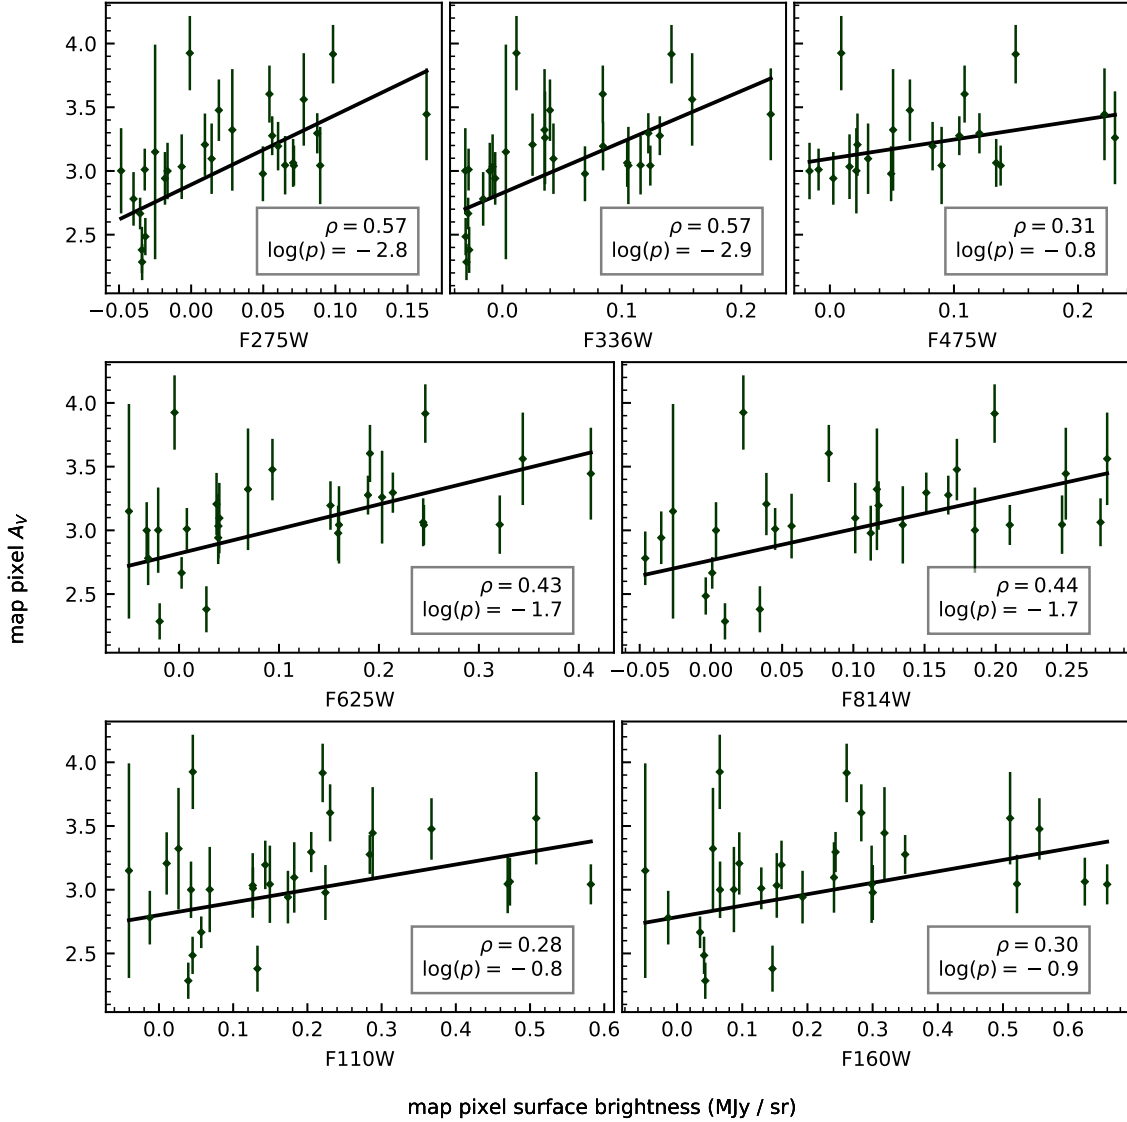 4.0
3.5
3.0
2.5
ρ = 0.57
log(p) = −2.8
ρ = 0.57
log(p) = −2.9
ρ = 0.31
log(p) = −0.8
−0.05 0.00 0.05 0.10 0.15
0.0 0.1 0.2
0.0 0.1 0.2
F275W
F336W
F475W
4.0
3.5
3.0
2.5
map pixel A_V
ρ = 0.43
log(p) = −1.7
ρ = 0.44
log(p) = −1.7
0.0 0.1 0.2 0.3 0.4
−0.05 0.00 0.05 0.10 0.15 0.20 0.25
F625W
F814W
4.0
3.5
3.0
2.5
ρ = 0.28
log(p) = −0.8
ρ = 0.30
log(p) = −0.9
0.0 0.1 0.2 0.3 0.4 0.5 0.6
0.0 0.1 0.2 0.3 0.4 0.5 0.6
F110W
F160W
map pixel surface brightness (MJy / sr)